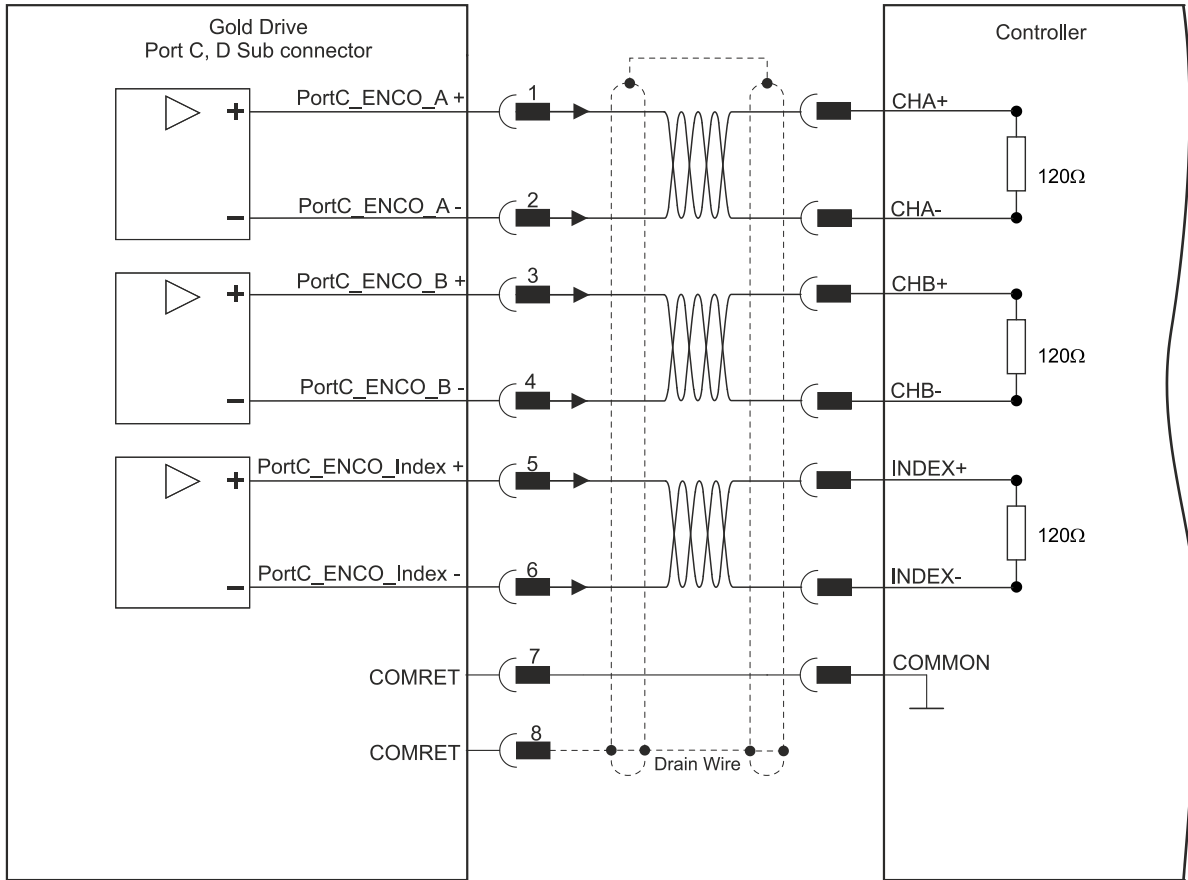 Gold Drive
Port C, D Sub connector
Controller
PortC_ENCO_A +
1
CHA+
120Ω
PortC_ENCO_A -
2
CHA-
PortC_ENCO_B +
3
CHB+
120Ω
PortC_ENCO_B -
4
CHB-
PortC_ENCO_Index +
5
INDEX+
120Ω
PortC_ENCO_Index -
6
INDEX-
COMRET
7
COMMON
COMRET
8
Drain Wire
+
−
+
−
+
−